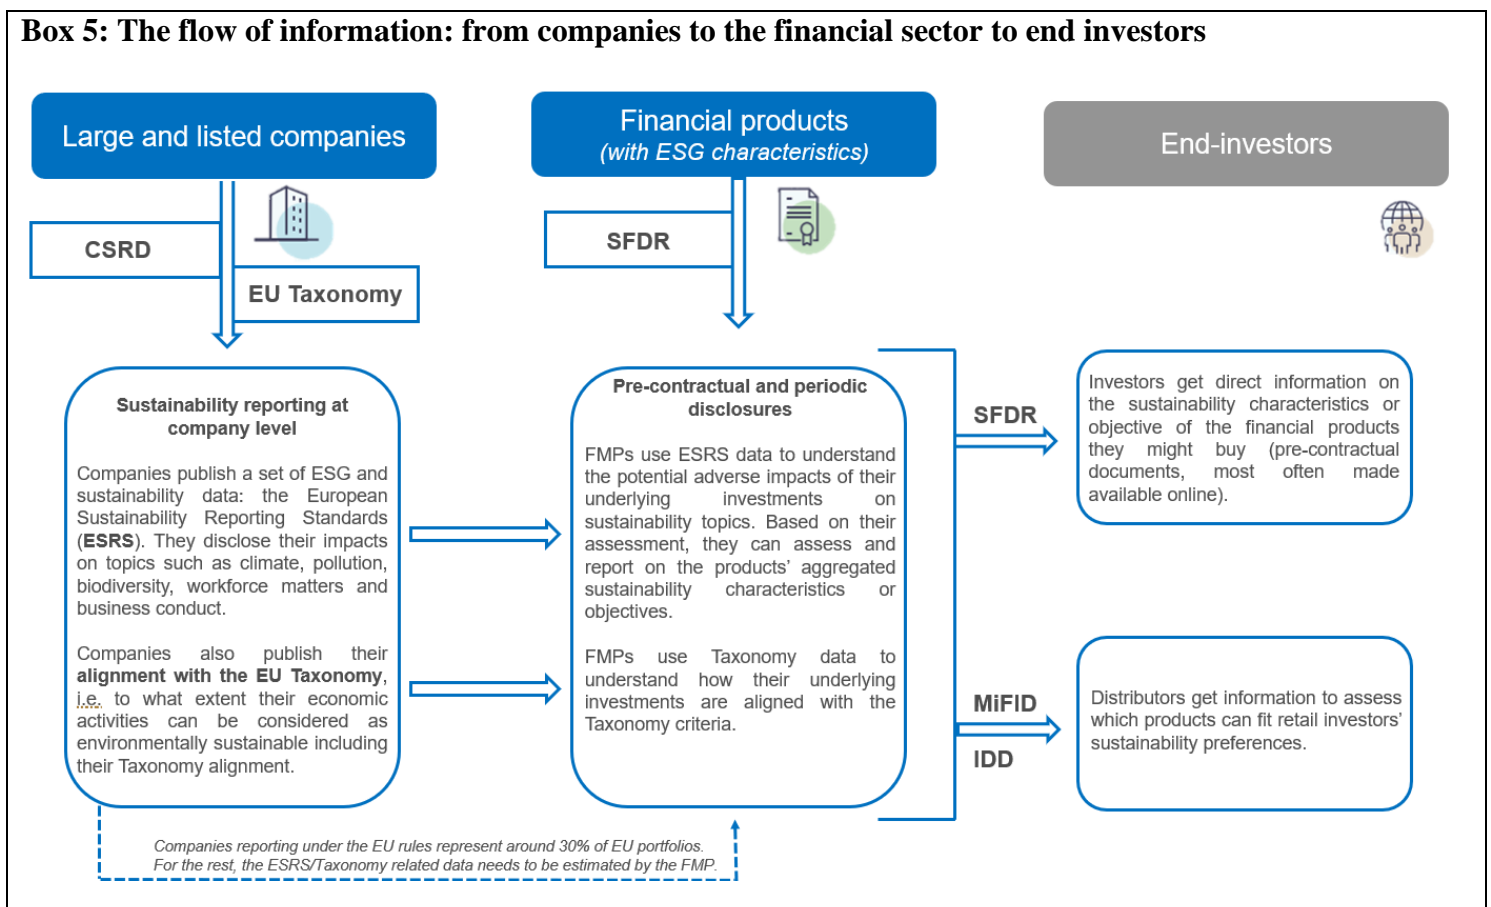 Box 5: The flow of information: from companies to the financial sector to end investors
Large and listed companies
CSRD
EU Taxonomy
Sustainability reporting at
company level
Companies publish a set of ESG and
sustainability data: the European
Sustainability Reporting Standards
(ESRS). They disclose their impacts
on topics such as climate, pollution,
biodiversity, workforce matters and
business conduct.
Companies also publish their
alignment with the EU Taxonomy,
i.e. to what extent their economic
activities can be considered as
environmentally sustainable including
their Taxonomy alignment.
Financial products
(with ESG characteristics)
SFDR
Pre-contractual and periodic
disclosures
FMPs use ESRS data to understand
the potential adverse impacts of their
underlying investments on
sustainability topics. Based on their
assessment, they can assess and
report on the products’ aggregated
sustainability characteristics or
objectives.
FMPs use Taxonomy data to
understand how their underlying
investments are aligned with the
Taxonomy criteria.
Companies reporting under the EU rules represent around 30% of EU portfolios.
For the rest, the ESRS/Taxonomy related data needs to be estimated by the FMP.
End-investors
SFDR
Investors get direct information on
the sustainability characteristics or
objective of the financial products
they might buy (pre-contractual
documents, most often made
available online).
MiFID
IDD
Distributors get information to assess
which products can fit retail investors’
sustainability preferences.